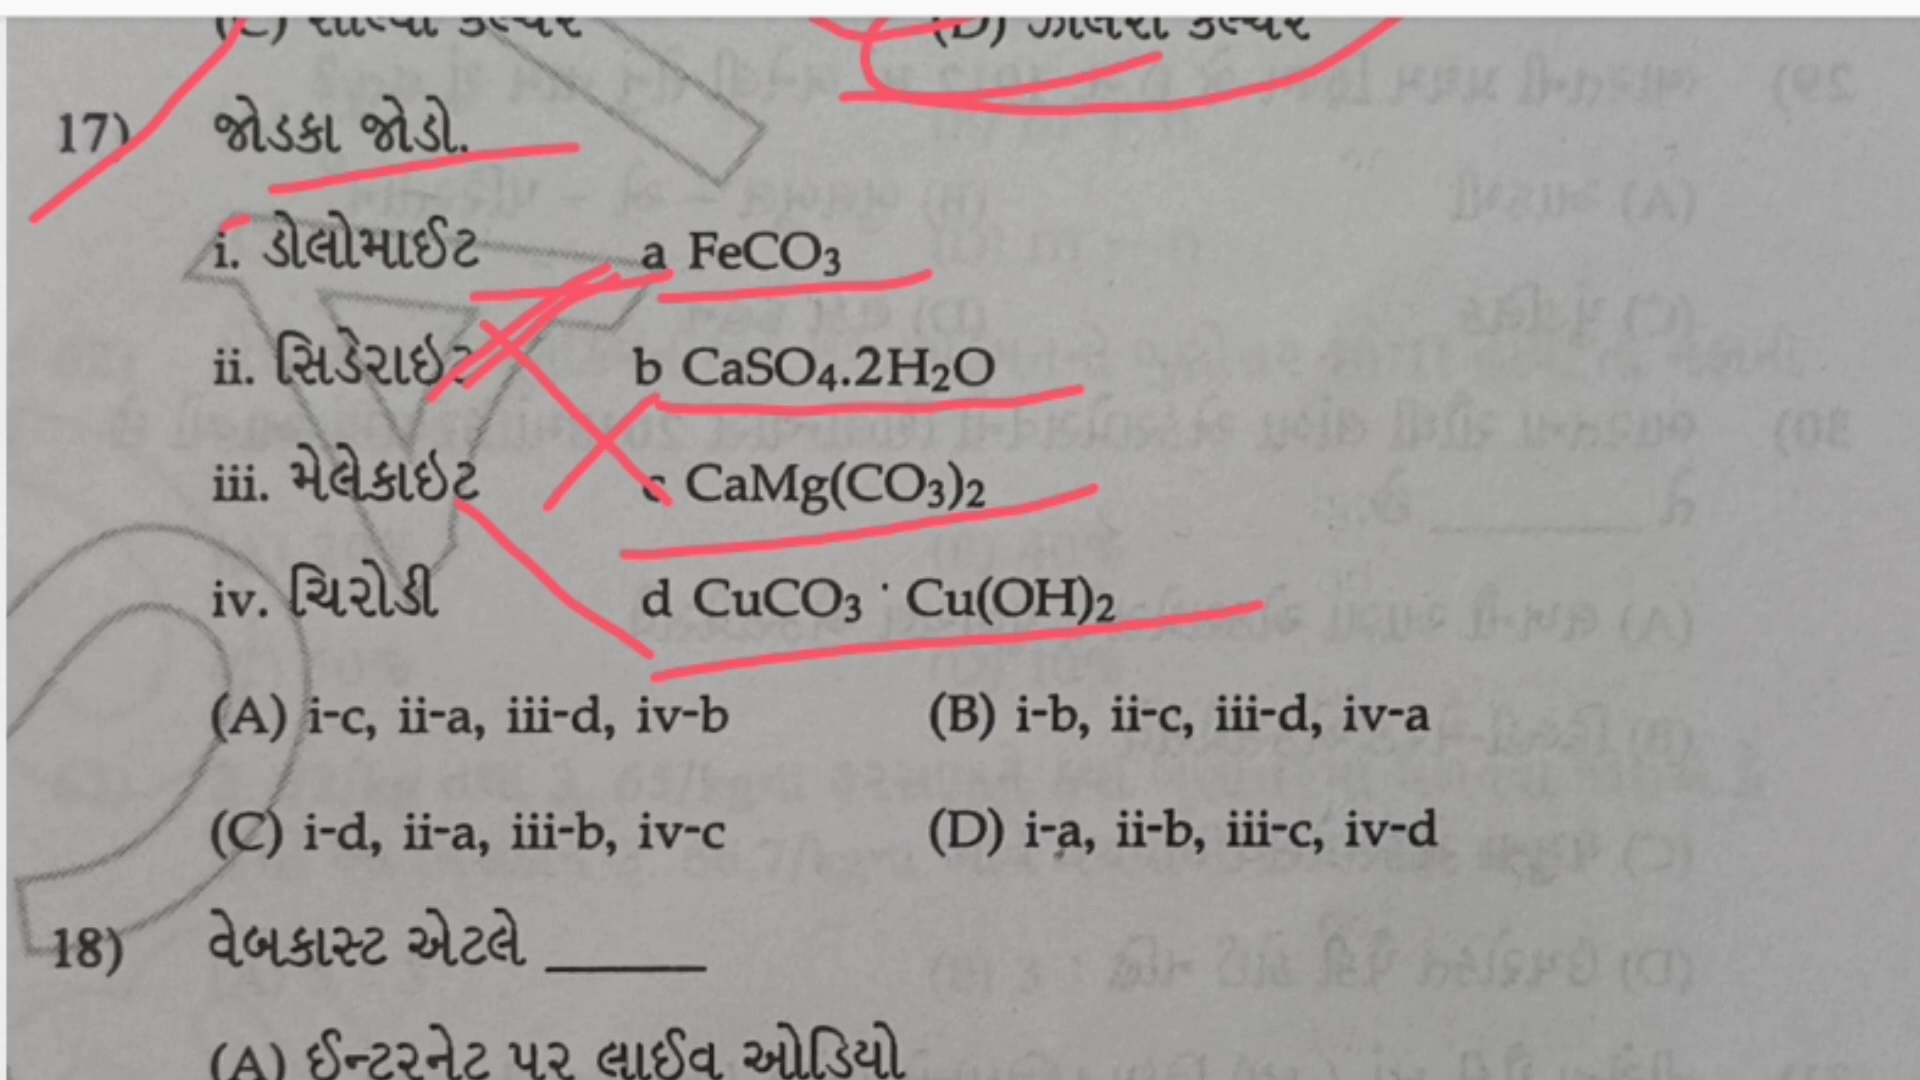 17) જોડકા જોડો.
i. ડોલોમાઈટ a FeCO₃
ii. સિડેરાઇટ b CaSO₄.2H₂O
iii. મેલેકાઇટ c CaMg(CO₃)₂
iv. ચિરોડી d CuCO₃ · Cu(OH)₂
(A) i-c, ii-a, iii-d, iv-b (B) i-b, ii-c, iii-d, iv-a
(C) i-d, ii-a, iii-b, iv-c (D) i-a, ii-b, iii-c, iv-d
18) વેબકાસ્ટ એટલે ______
(A) ઈન્ટરનેટ પર લાઈવ ઓડિયો